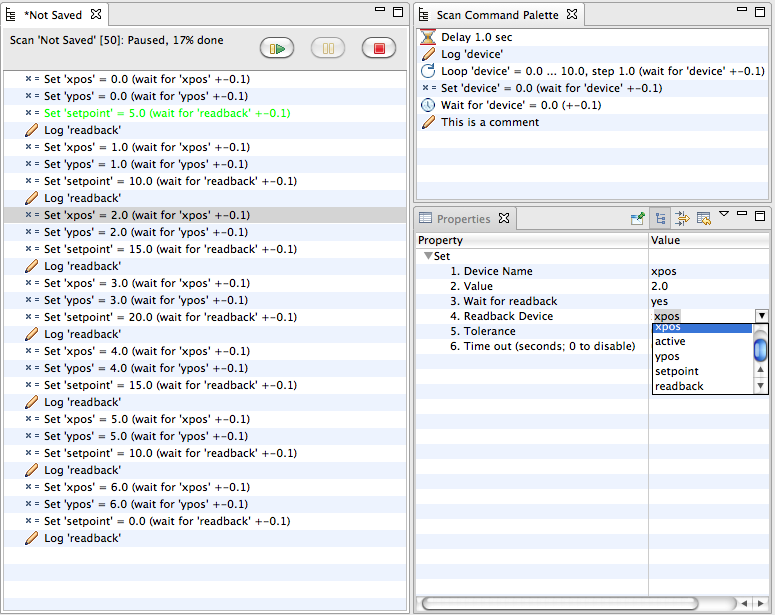 *Not Saved
Scan 'Not Saved' [50]: Paused, 17% done
Set 'xpos' = 0.0 (wait for 'xpos' +-0.1)
Set 'ypos' = 0.0 (wait for 'ypos' +-0.1)
Set 'setpoint' = 5.0 (wait for 'readback' +-0.1)
Log 'readback'
Set 'xpos' = 1.0 (wait for 'xpos' +-0.1)
Set 'ypos' = 1.0 (wait for 'ypos' +-0.1)
Set 'setpoint' = 10.0 (wait for 'readback' +-0.1)
Log 'readback'
Set 'xpos' = 2.0 (wait for 'xpos' +-0.1)
Set 'ypos' = 2.0 (wait for 'ypos' +-0.1)
Set 'setpoint' = 15.0 (wait for 'readback' +-0.1)
Log 'readback'
Set 'xpos' = 3.0 (wait for 'xpos' +-0.1)
Set 'ypos' = 3.0 (wait for 'ypos' +-0.1)
Set 'setpoint' = 20.0 (wait for 'readback' +-0.1)
Log 'readback'
Set 'xpos' = 4.0 (wait for 'xpos' +-0.1)
Set 'ypos' = 4.0 (wait for 'ypos' +-0.1)
Set 'setpoint' = 15.0 (wait for 'readback' +-0.1)
Log 'readback'
Set 'xpos' = 5.0 (wait for 'xpos' +-0.1)
Set 'ypos' = 5.0 (wait for 'ypos' +-0.1)
Set 'setpoint' = 10.0 (wait for 'readback' +-0.1)
Log 'readback'
Set 'xpos' = 6.0 (wait for 'xpos' +-0.1)
Set 'ypos' = 6.0 (wait for 'ypos' +-0.1)
Set 'setpoint' = 0.0 (wait for 'readback' +-0.1)
Log 'readback'
Scan Command Palette
Delay 1.0 sec
Log 'device'
Loop 'device' = 0.0 ... 10.0, step 1.0 (wait for 'device' +-0.1)
Set 'device' = 0.0 (wait for 'device' +-0.1)
Wait for 'device' = 0.0 (+-0.1)
This is a comment
Properties
Property Value
Set
1. Device Name xpos
2. Value 2.0
3. Wait for readback yes
4. Readback Device xpos
5. Tolerance
6. Time out (seconds; 0 to disable)
xpos
active
ypos
setpoint
readback